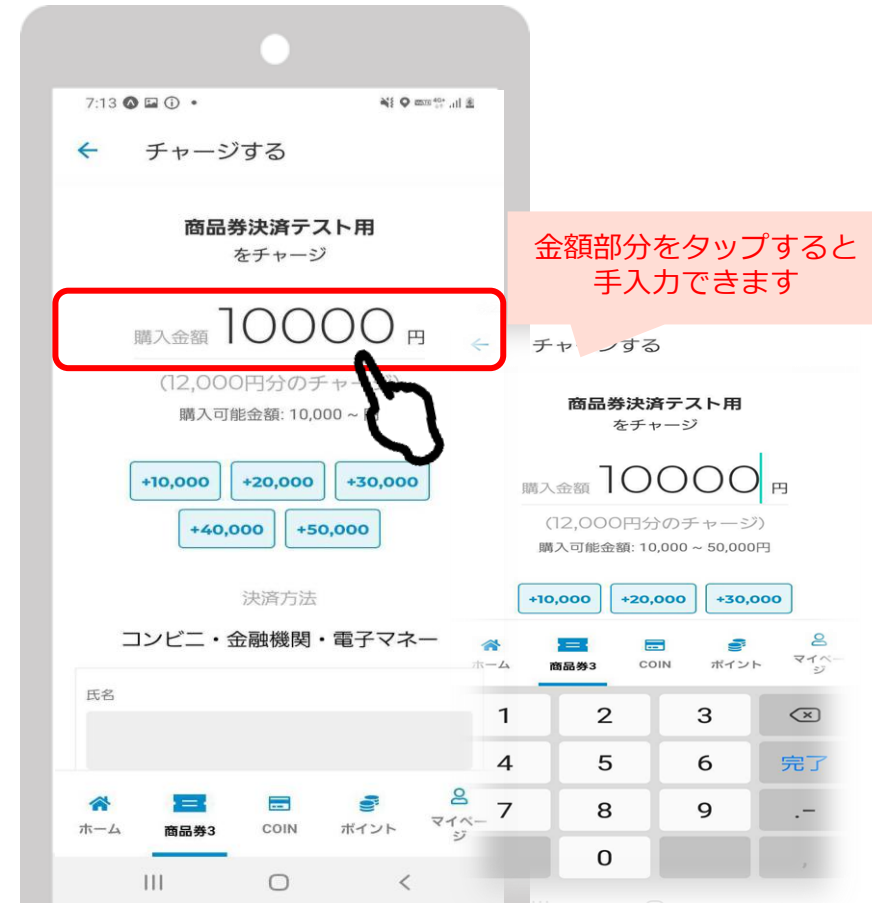 7:13
チャージする
商品券決済テスト用
をチャージ
購入金額 10000 円
(12,000円分のチャージ)
購入可能金額: 10,000 ~ 円
+10,000 +20,000 +30,000
+40,000 +50,000
決済方法
コンビニ・金融機関・電子マネー
氏名
ホーム 商品券3 COIN ポイント マイページ
金額部分をタップすると
手入力できます
チャージする
商品券決済テスト用
をチャージ
購入金額 10000 円
(12,000円分のチャージ)
購入可能金額: 10,000 ~ 50,000円
+10,000 +20,000 +30,000
ホーム 商品券3 COIN ポイント マイページ
1 2 3
4 5 6 完了
7 8 9 .-
0 ,